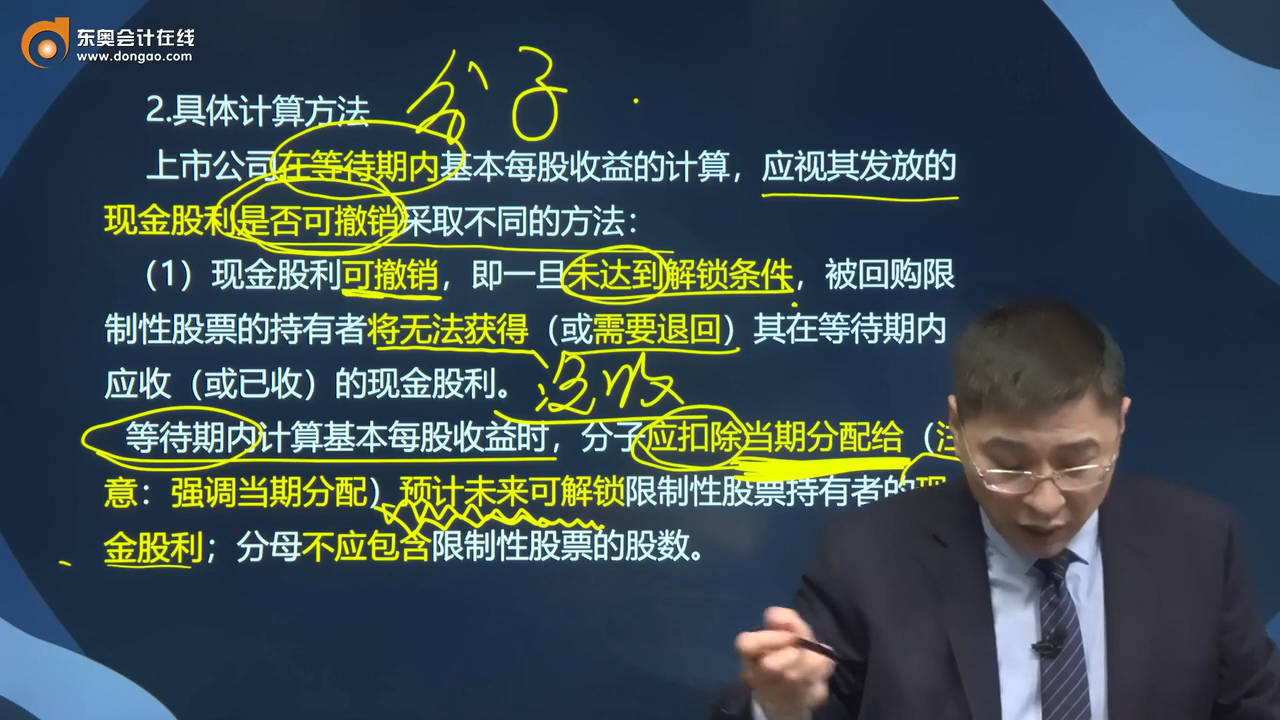 东奥会计在线
www.dongao.com
分子
2.具体计算方法
上市公司在等待期内基本每股收益的计算，应视其发放的
现金股利是否可撤销采取不同的方法：
（1）现金股利可撤销，即一旦未达到解锁条件，被回购限
制性股票的持有者将无法获得（或需要退回）其在等待期内
应收（或已收）的现金股利。
没收
等待期内计算基本每股收益时，分子应扣除当期分配给（注
意：强调当期分配）预计未来可解锁限制性股票持有者的现
金股利；分母不应包含限制性股票的股数。